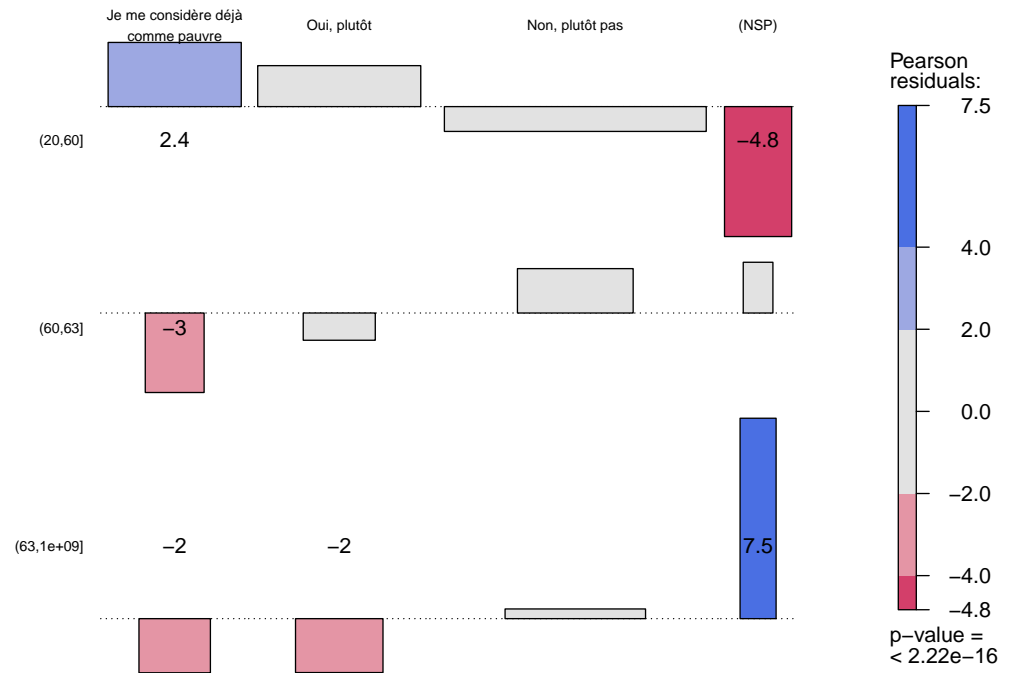 Je me considère déjà
comme pauvre
Oui, plutôt
Non, plutôt pas
(NSP)
(20,60]
2.4
−4.8
(60,63]
−3
(63,1e+09]
−2
−2
7.5
Pearson
residuals:
7.5
4.0
2.0
0.0
−2.0
−4.0
−4.8
p−value =
< 2.22e−16